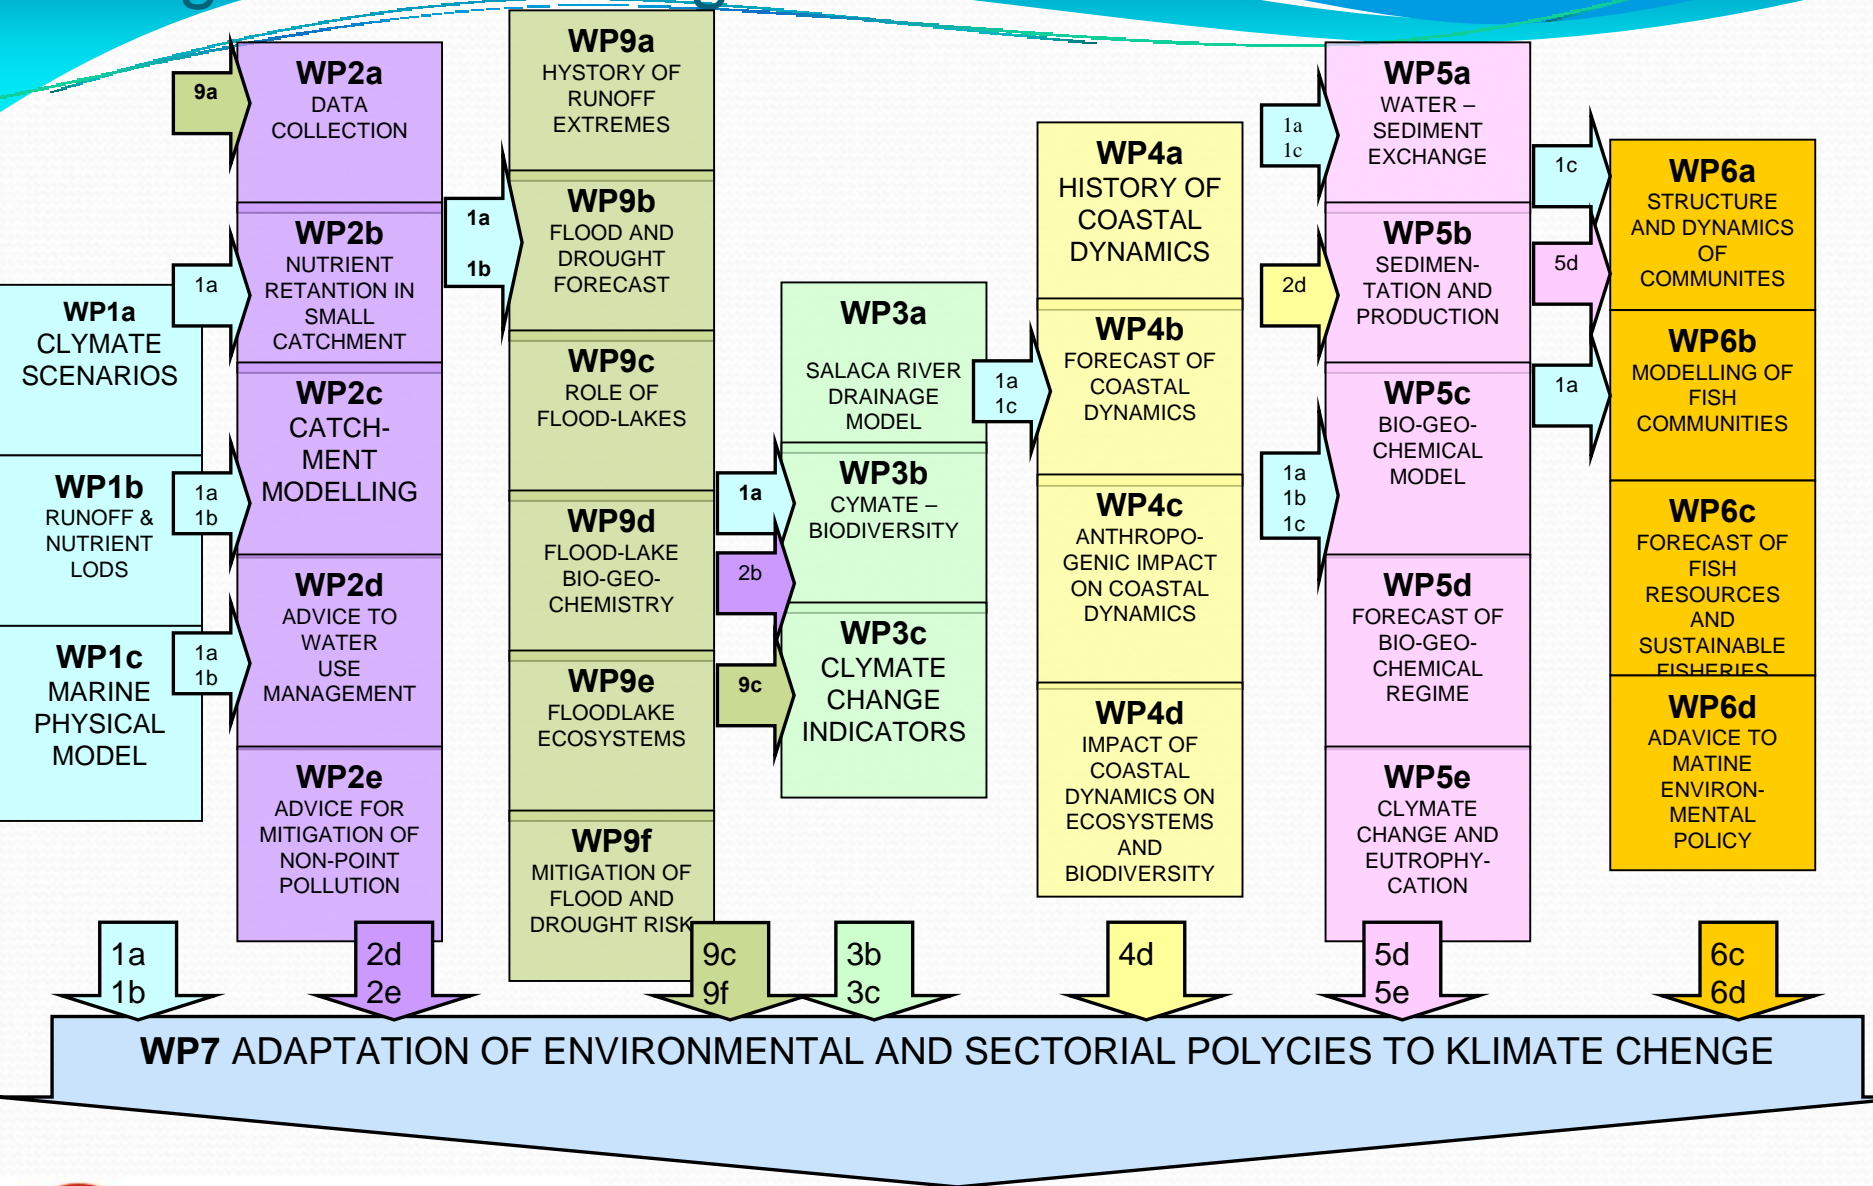 WP1a
CLYMATE
SCENARIOS
WP1b
RUNOFF &
NUTRIENT
LODS
WP1c
MARINE
PHYSICAL
MODEL
9a
1a
1a
1b
1a
1b
WP2a
DATA
COLLECTION
WP2b
NUTRIENT
RETANTION IN
SMALL
CATCHMENT
WP2c
CATCH-
MENT
MODELLING
WP2d
ADVICE TO
WATER
USE
MANAGEMENT
WP2e
ADVICE FOR
MITIGATION OF
NON-POINT
POLLUTION
1a
1b
WP9a
HYSTORY OF
RUNOFF
EXTREMES
WP9b
FLOOD AND
DROUGHT
FORECAST
WP9c
ROLE OF
FLOOD-LAKES
WP9d
FLOOD-LAKE
BIO-GEO-
CHEMISTRY
WP9e
FLOODLAKE
ECOSYSTEMS
WP9f
MITIGATION OF
FLOOD AND
DROUGHT RISK
1a
2b
9c
WP3a
SALACA RIVER
DRAINAGE
MODEL
WP3b
CYMATE –
BIODIVERSITY
WP3c
CLYMATE
CHANGE
INDICATORS
1a
1c
WP4a
HISTORY OF
COASTAL
DYNAMICS
WP4b
FORECAST OF
COASTAL
DYNAMICS
WP4c
ANTHROPO-
GENIC IMPACT
ON COASTAL
DYNAMICS
WP4d
IMPACT OF
COASTAL
DYNAMICS ON
ECOSYSTEMS
AND
BIODIVERSITY
1a
1c
2d
1a
1b
1c
WP5a
WATER –
SEDIMENT
EXCHANGE
WP5b
SEDIMEN-
TATION AND
PRODUCTION
WP5c
BIO-GEO-
CHEMICAL
MODEL
WP5d
FORECAST OF
BIO-GEO-
CHEMICAL
REGIME
WP5e
CLYMATE
CHANGE AND
EUTROPHY-
CATION
1c
5d
1a
WP6a
STRUCTURE
AND DYNAMICS
OF
COMMUNITES
WP6b
MODELLING OF
FISH
COMMUNITIES
WP6c
FORECAST OF
FISH
RESOURCES
AND
SUSTAINABLE
FISHERIES
WP6d
ADAVICE TO
MATINE
ENVIRON-
MENTAL
POLICY
1a
1b
2d
2e
9c
9f
3b
3c
4d
5d
5e
6c
6d
WP7 ADAPTATION OF ENVIRONMENTAL AND SECTORIAL POLYCIES TO KLIMATE CHENGE